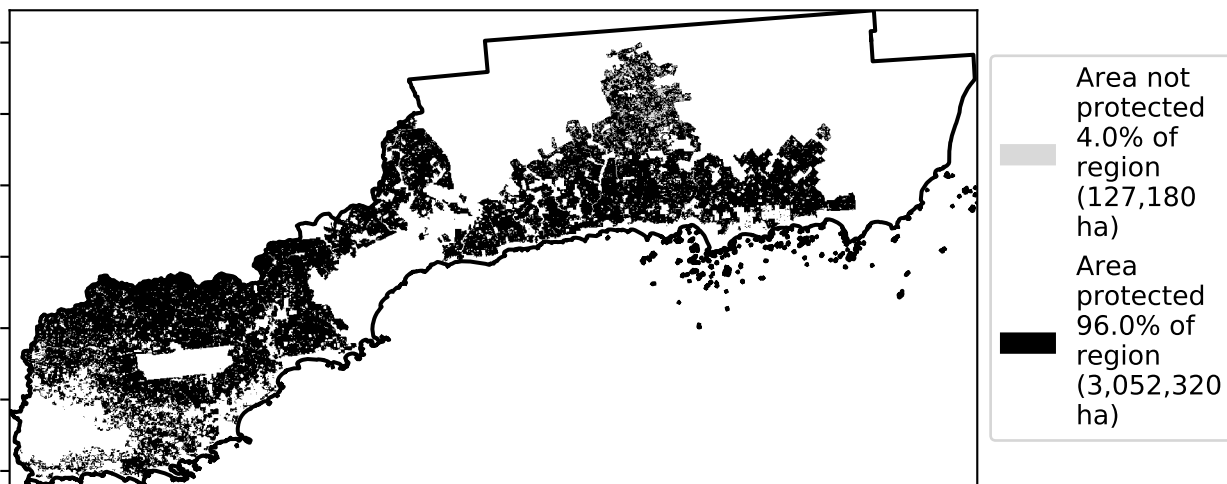 Area not
protected
4.0% of
region
(127,180
ha)
Area
protected
96.0% of
region
(3,052,320
ha)